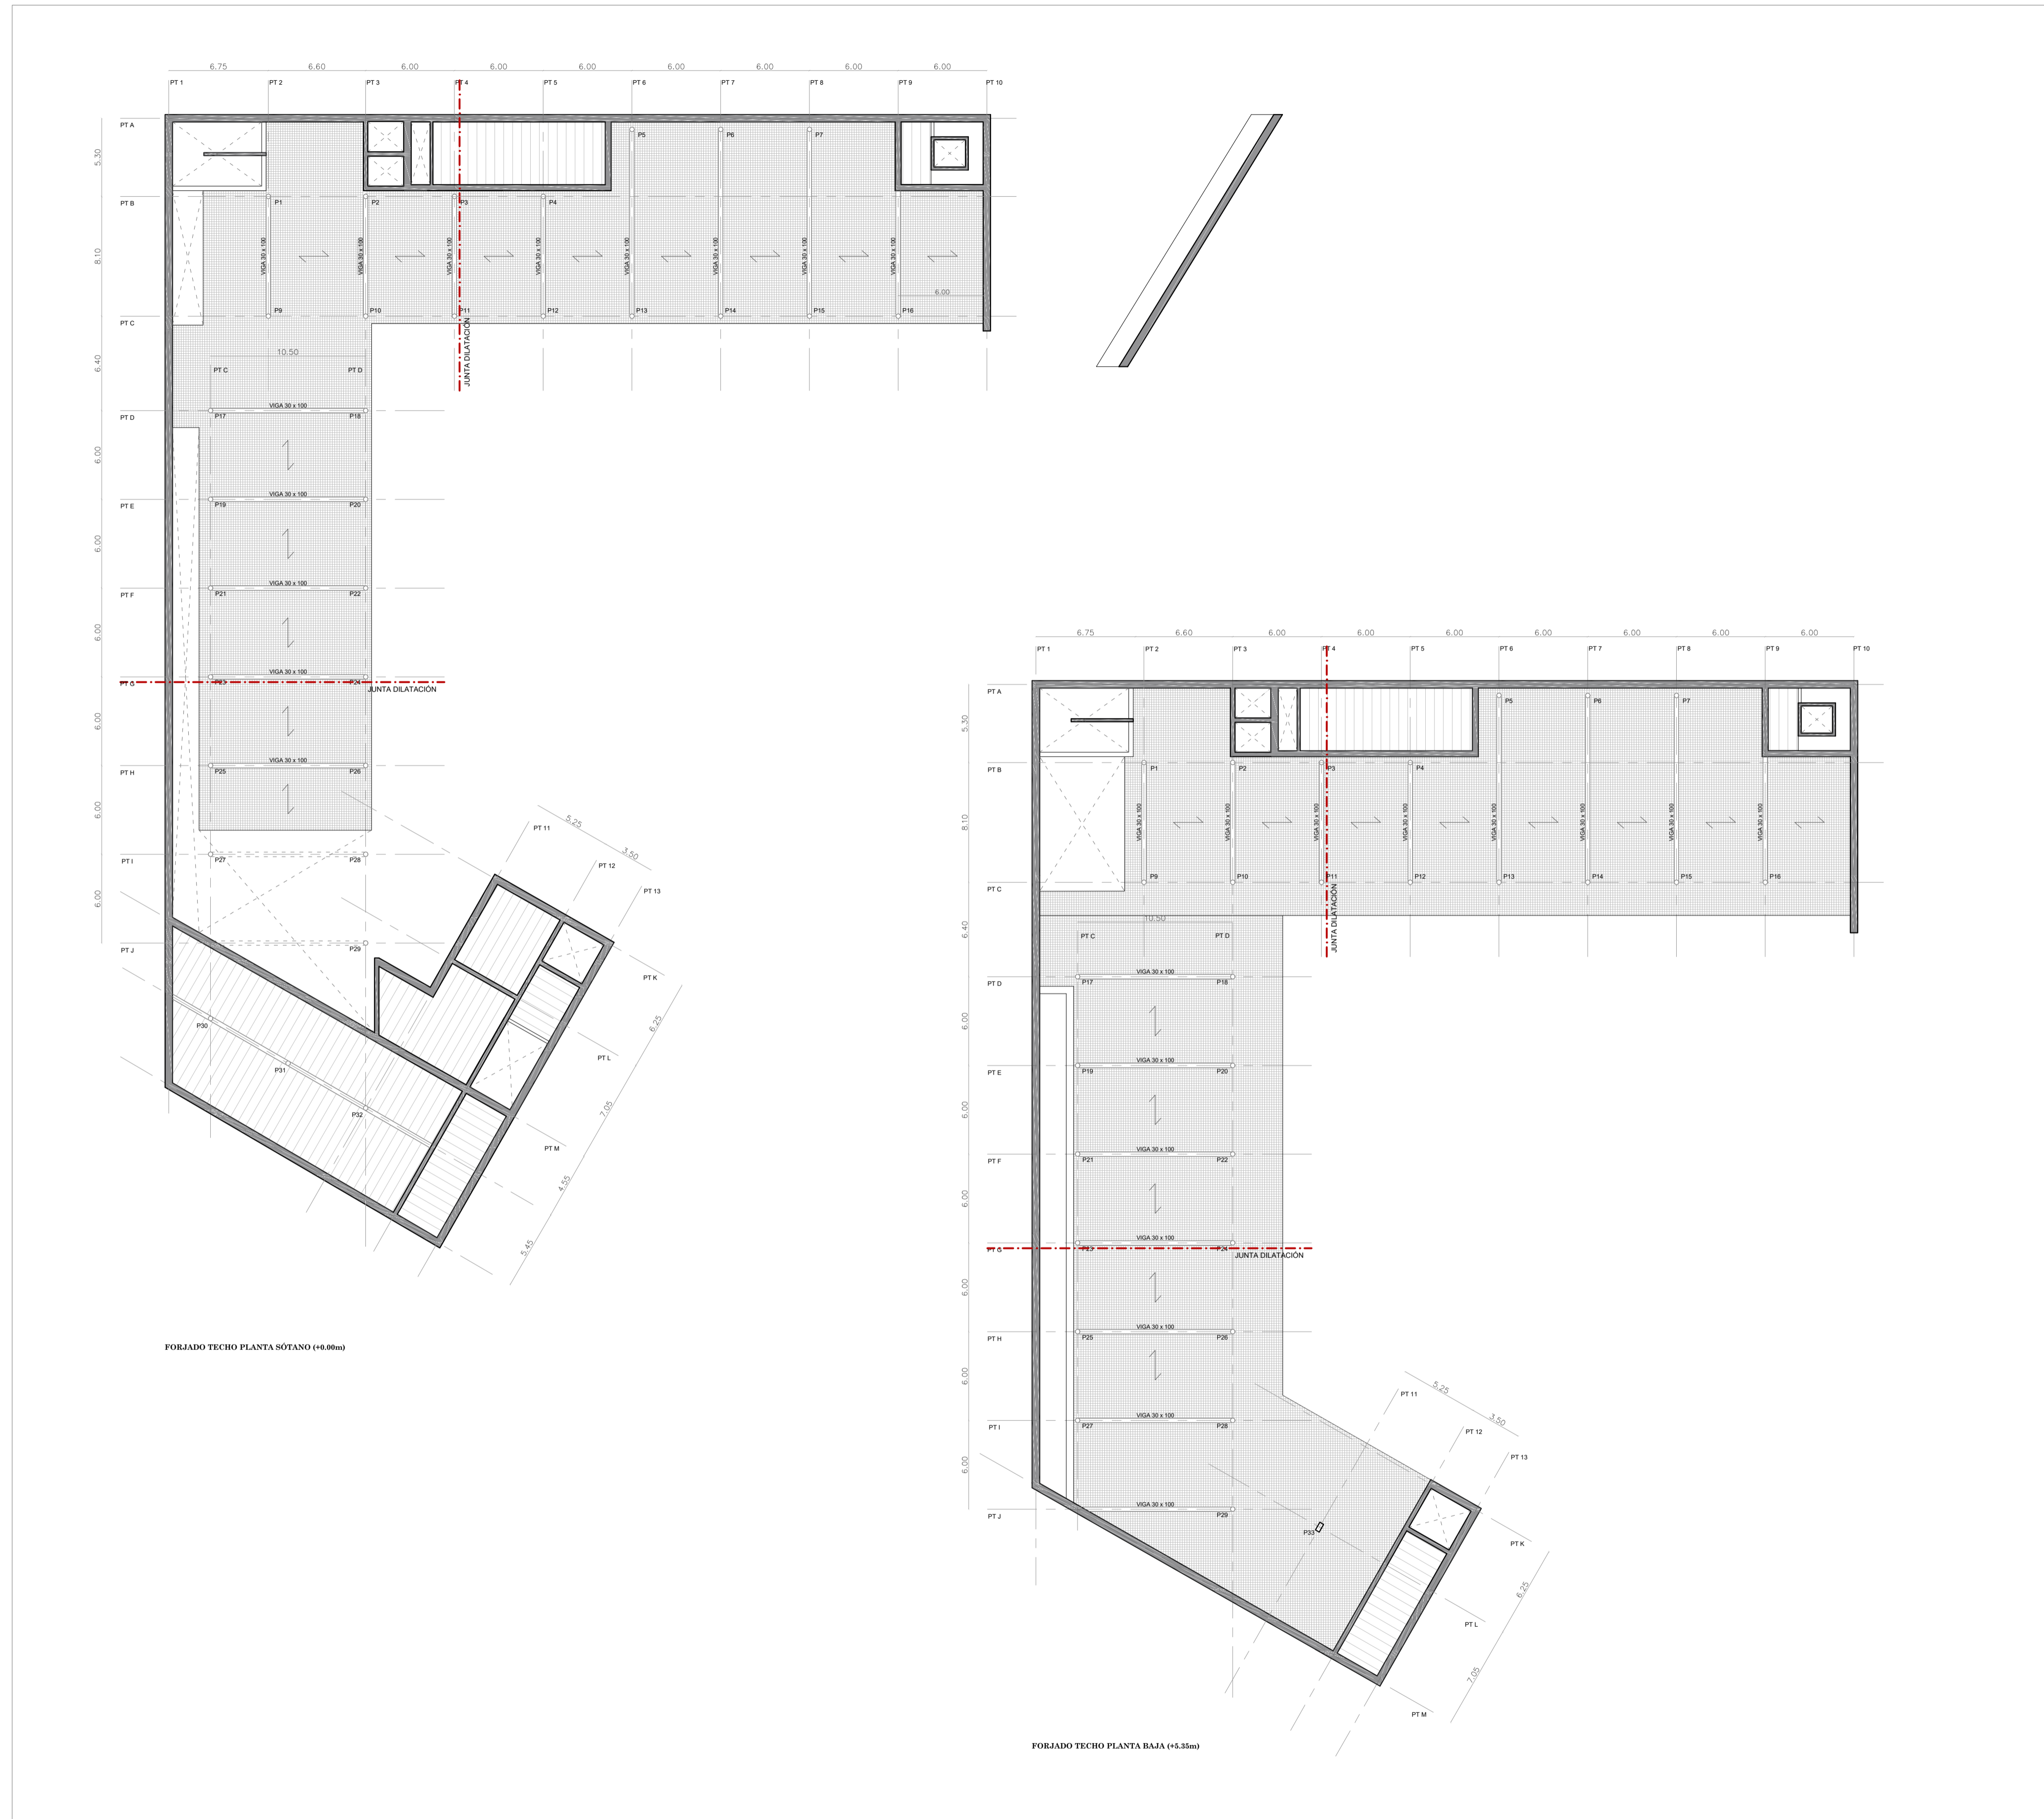 6.75 6.60 6.00 6.00 6.00 6.00 6.00 6.00 6.00
PT 1 PT 2 PT 3 PT 4 PT 5 PT 6 PT 7 PT 8 PT 9 PT 10
PT A
P5 P6 P7
5.30
PT B
P1 P2 P3 P4
8.10
VIGA 30 x 100 VIGA 30 x 100 VIGA 30 x 100 VIGA 30 x 100 VIGA 30 x 100 VIGA 30 x 100 VIGA 30 x 100 VIGA 30 x 100
6.00
P9 P10 P11 P12 P13 P14 P15 P16
PT C
JUNTA DILATACIÓN
10.50
6.40
PT C PT D
VIGA 30 x 100
PT D
P17 P18
6.00
VIGA 30 x 100
PT E
P19 P20
6.00
VIGA 30 x 100
PT F
P21 P22
6.00
VIGA 30 x 100
PT G
P23 P24
JUNTA DILATACIÓN
6.00
VIGA 30 x 100
PT H
P25 P26
6.00
PT I
P27 P28
6.00
PT J
P29
5.25
3.50
PT 11
PT 12
PT 13
PT K
6.25
P30
PT L
P31
7.05
P32
PT M
4.55
5.45
FORJADO TECHO PLANTA SÓTANO (+0.00m)
6.75 6.60 6.00 6.00 6.00 6.00 6.00 6.00 6.00
PT 1 PT 2 PT 3 PT 4 PT 5 PT 6 PT 7 PT 8 PT 9 PT 10
PT A
P5 P6 P7
5.30
PT B
P1 P2 P3 P4
8.10
VIGA 30 x 100 VIGA 30 x 100 VIGA 30 x 100 VIGA 30 x 100 VIGA 30 x 100 VIGA 30 x 100 VIGA 30 x 100 VIGA 30 x 100
P9 P10 P11 P12 P13 P14 P15 P16
PT C
JUNTA DILATACIÓN
10.50
6.40
PT C PT D
VIGA 30 x 100
PT D
P17 P18
6.00
VIGA 30 x 100
PT E
P19 P20
6.00
VIGA 30 x 100
PT F
P21 P22
6.00
VIGA 30 x 100
PT G
P23 P24
JUNTA DILATACIÓN
6.00
VIGA 30 x 100
PT H
P25 P26
6.00
VIGA 30 x 100
PT I
P27 P28
6.00
VIGA 30 x 100
PT J
P29
5.25
3.50
PT 11
PT 12
PT 13
P33
PT K
6.25
PT L
7.05
PT M
FORJADO TECHO PLANTA BAJA (+5.35m)